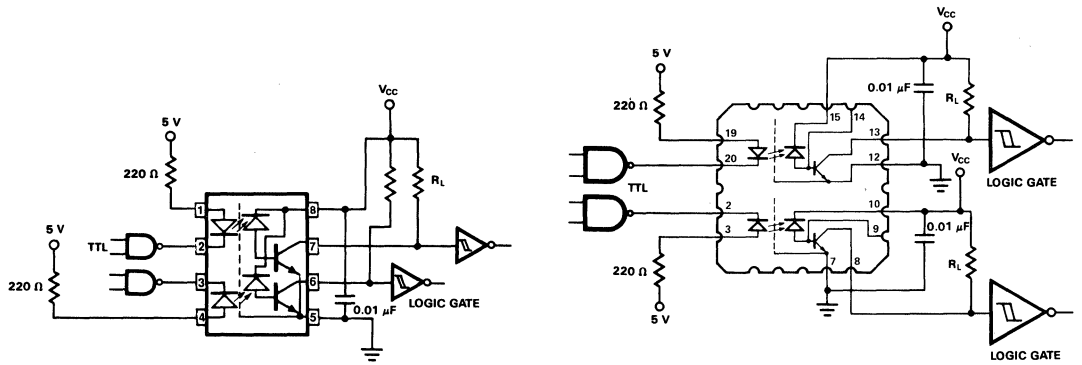 5 V
220 Ω
VCC
RL
1
8
5 V
TTL
2
7
220 Ω
3
6
LOGIC GATE
4
5
0.01 µF
VCC
5 V
0.01 µF
RL
220 Ω
15
14
19
13
20
12
VCC
TTL
LOGIC GATE
2
10
0.01 µF
3
9
RL
220 Ω
7
8
5 V
LOGIC GATE